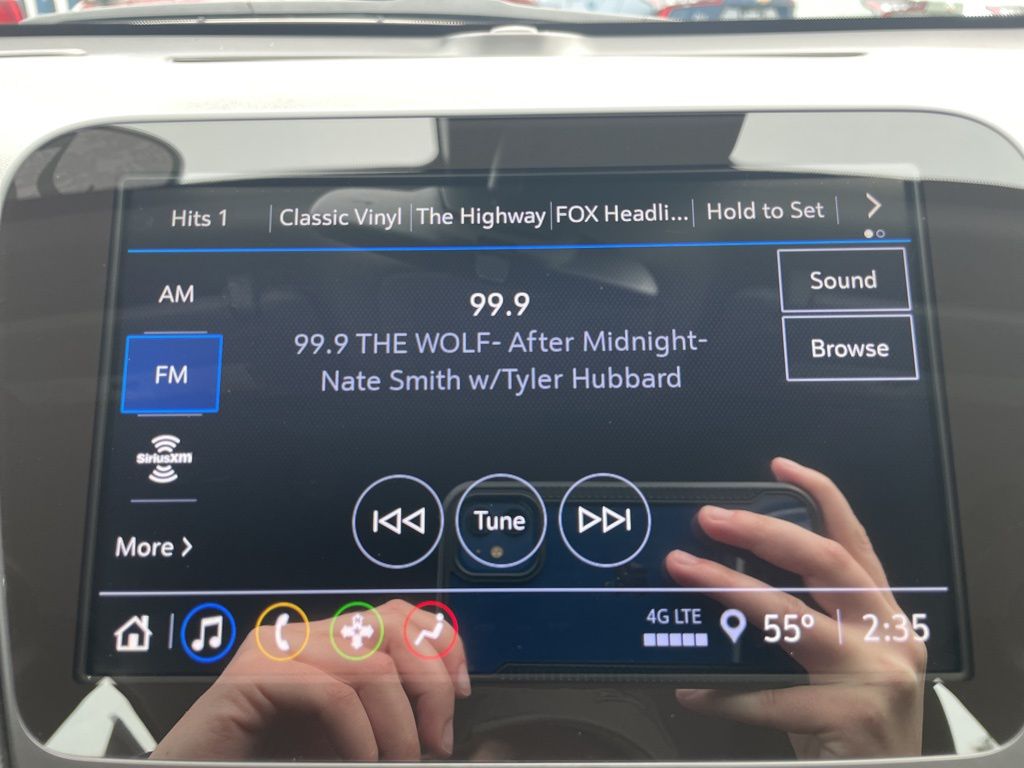 Hits 1
Classic Vinyl
The Highway
FOX Headli...
Hold to Set
AM
99.9
Sound
99.9 THE WOLF- After Midnight-
Browse
FM
Nate Smith w/Tyler Hubbard
SiriusXM
Tune
More
4G LTE
55°
2:35